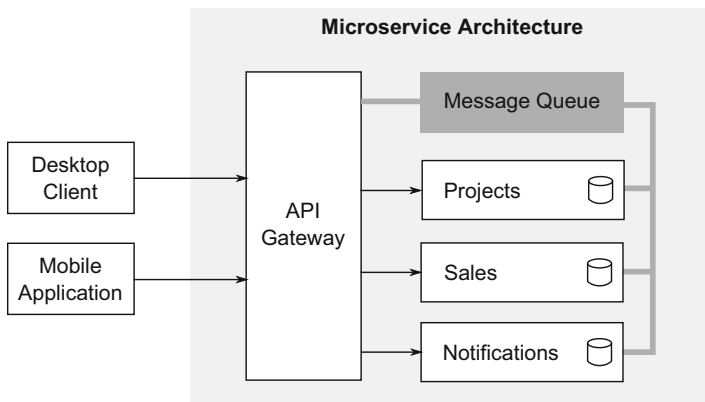 Microservice Architecture
Message Queue
Desktop
Client
Projects
API
Gateway
Mobile
Application
Sales
Notifications